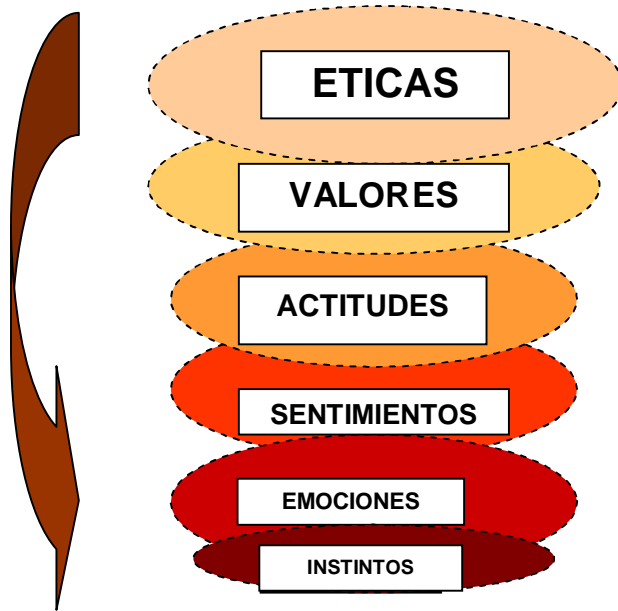 ETICAS
VALORES
ACTITUDES
SENTIMIENTOS
EMOCIONES
INSTINTOS